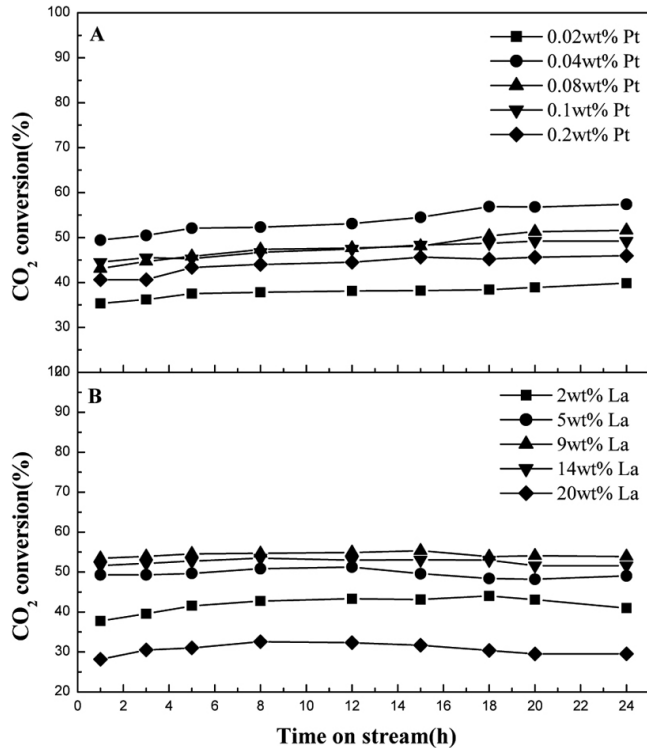 A
100
90
80
70
60
50
40
30
CO2 conversion(%)
0.02wt% Pt
0.04wt% Pt
0.08wt% Pt
0.1wt% Pt
0.2wt% Pt
B
90
80
70
60
50
40
30
20
CO2 conversion(%)
2wt% La
5wt% La
9wt% La
14wt% La
20wt% La
0 2 4 6 8 10 12 14 16 18 20 22 24
Time on stream(h)